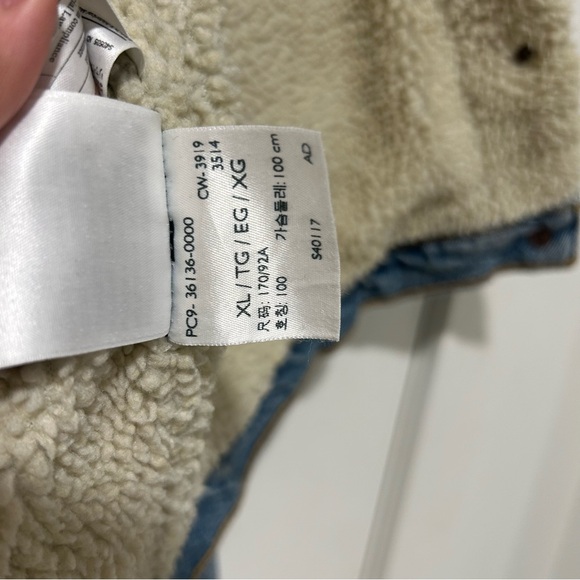 PC9- 36136-0000 CW- 3919
3514
XL / TG / EG / XG
尺码: 170/92A 가슴둘레: 100 cm
호칭: 100
AD
S40117